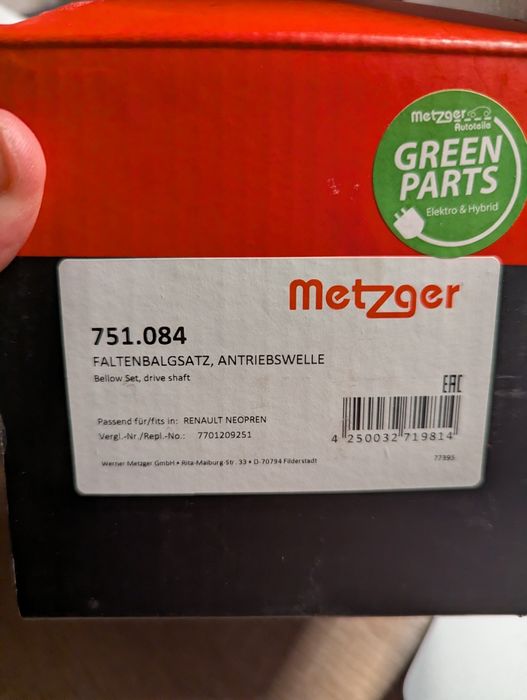 Metzger
Autoteile
GREEN
PARTS
Elektro & Hybrid
Metzger
751.084
FALTENBALGSATZ, ANTRIEBSWELLE
Bellow Set, drive shaft
EAC
Passend für/fits in: RENAULT NEOPREN
Vergl.-Nr./Repl.-No.: 7701209251
4 250032 719814
Werner Metzger GmbH • Rita-Maiburg-Str. 33 • D-70794 Filderstadt
77395